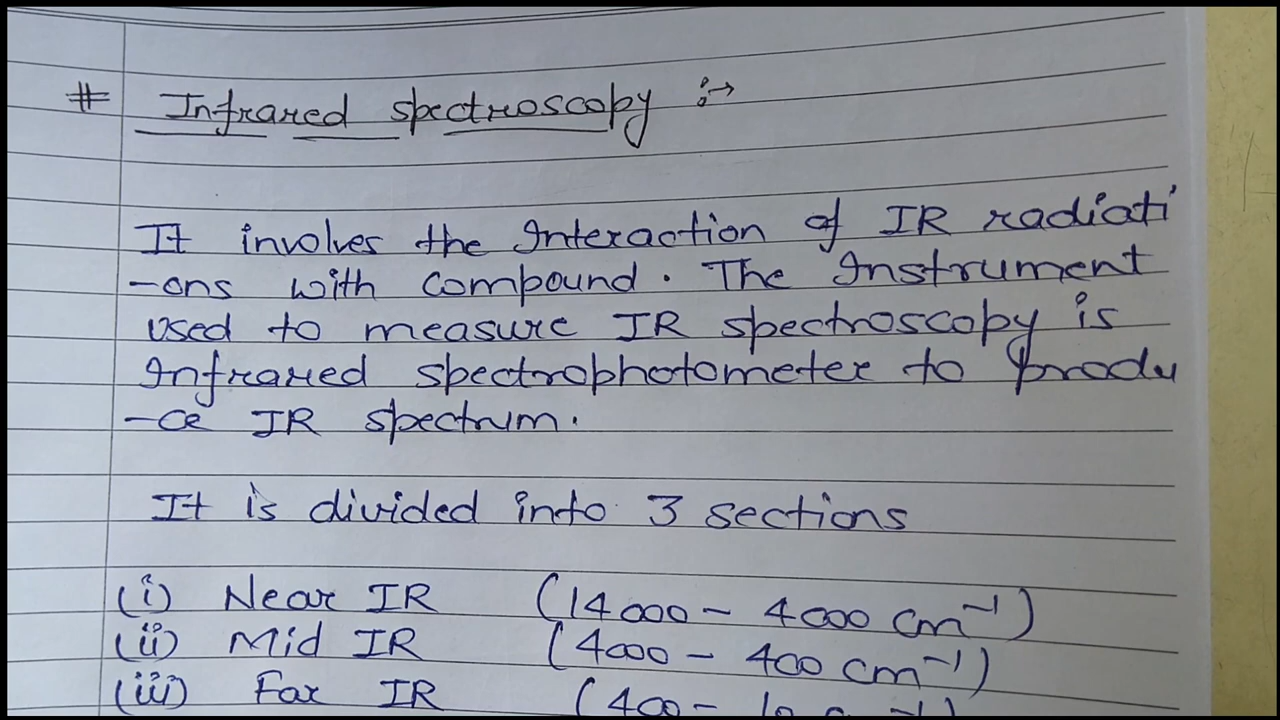 # Infrared spectroscopy :→
It involves the Interaction of IR radiati
-ons with compound. The Instrument
used to measure IR spectroscopy is
Infrared spectrophotometer to produ
-ce IR spectrum.
It is divided into 3 sections
(i) Near IR (14000 - 4000 cm⁻¹)
(ii) Mid IR (4000 - 400 cm⁻¹)
(iii) Far IR (400 -